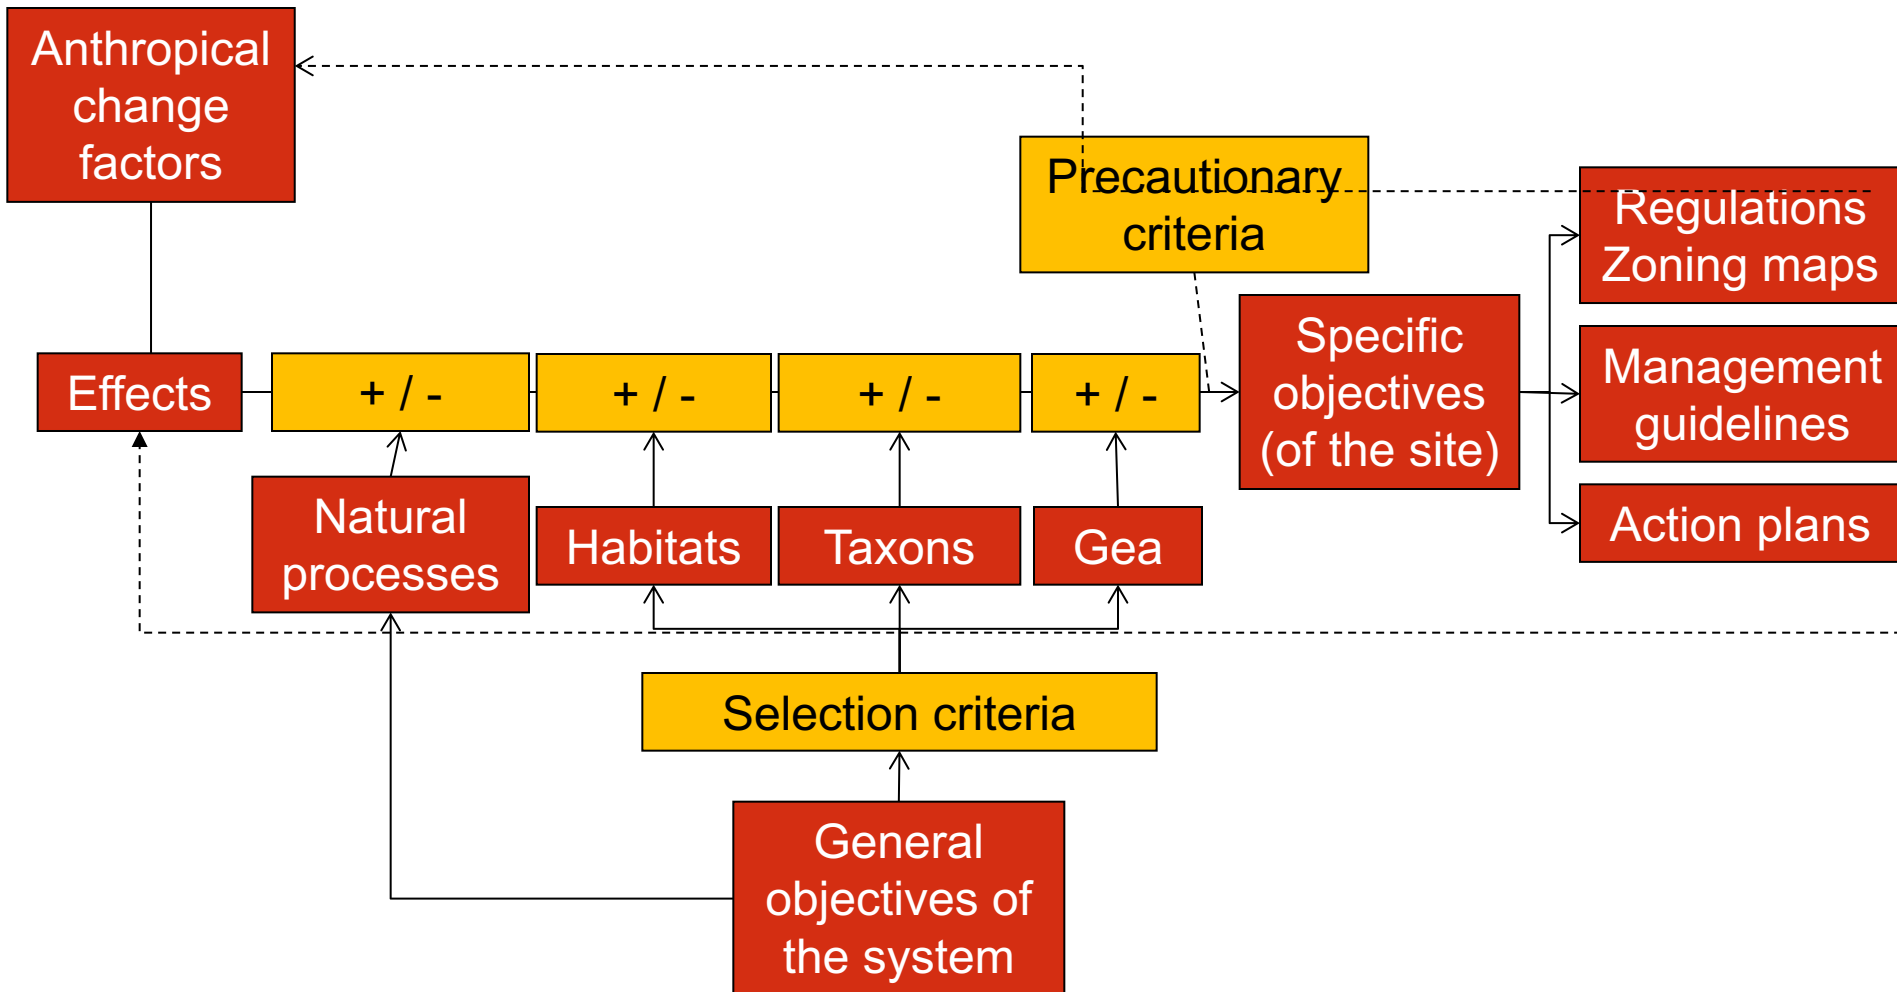 Anthropical
change
factors
Precautionary
criteria
Regulations
Zoning maps
Specific
objectives
(of the site)
Management
guidelines
Effects
+ / -
+ / -
+ / -
+ / -
Natural
processes
Habitats
Taxons
Gea
Action plans
Selection criteria
General
objectives of
the system